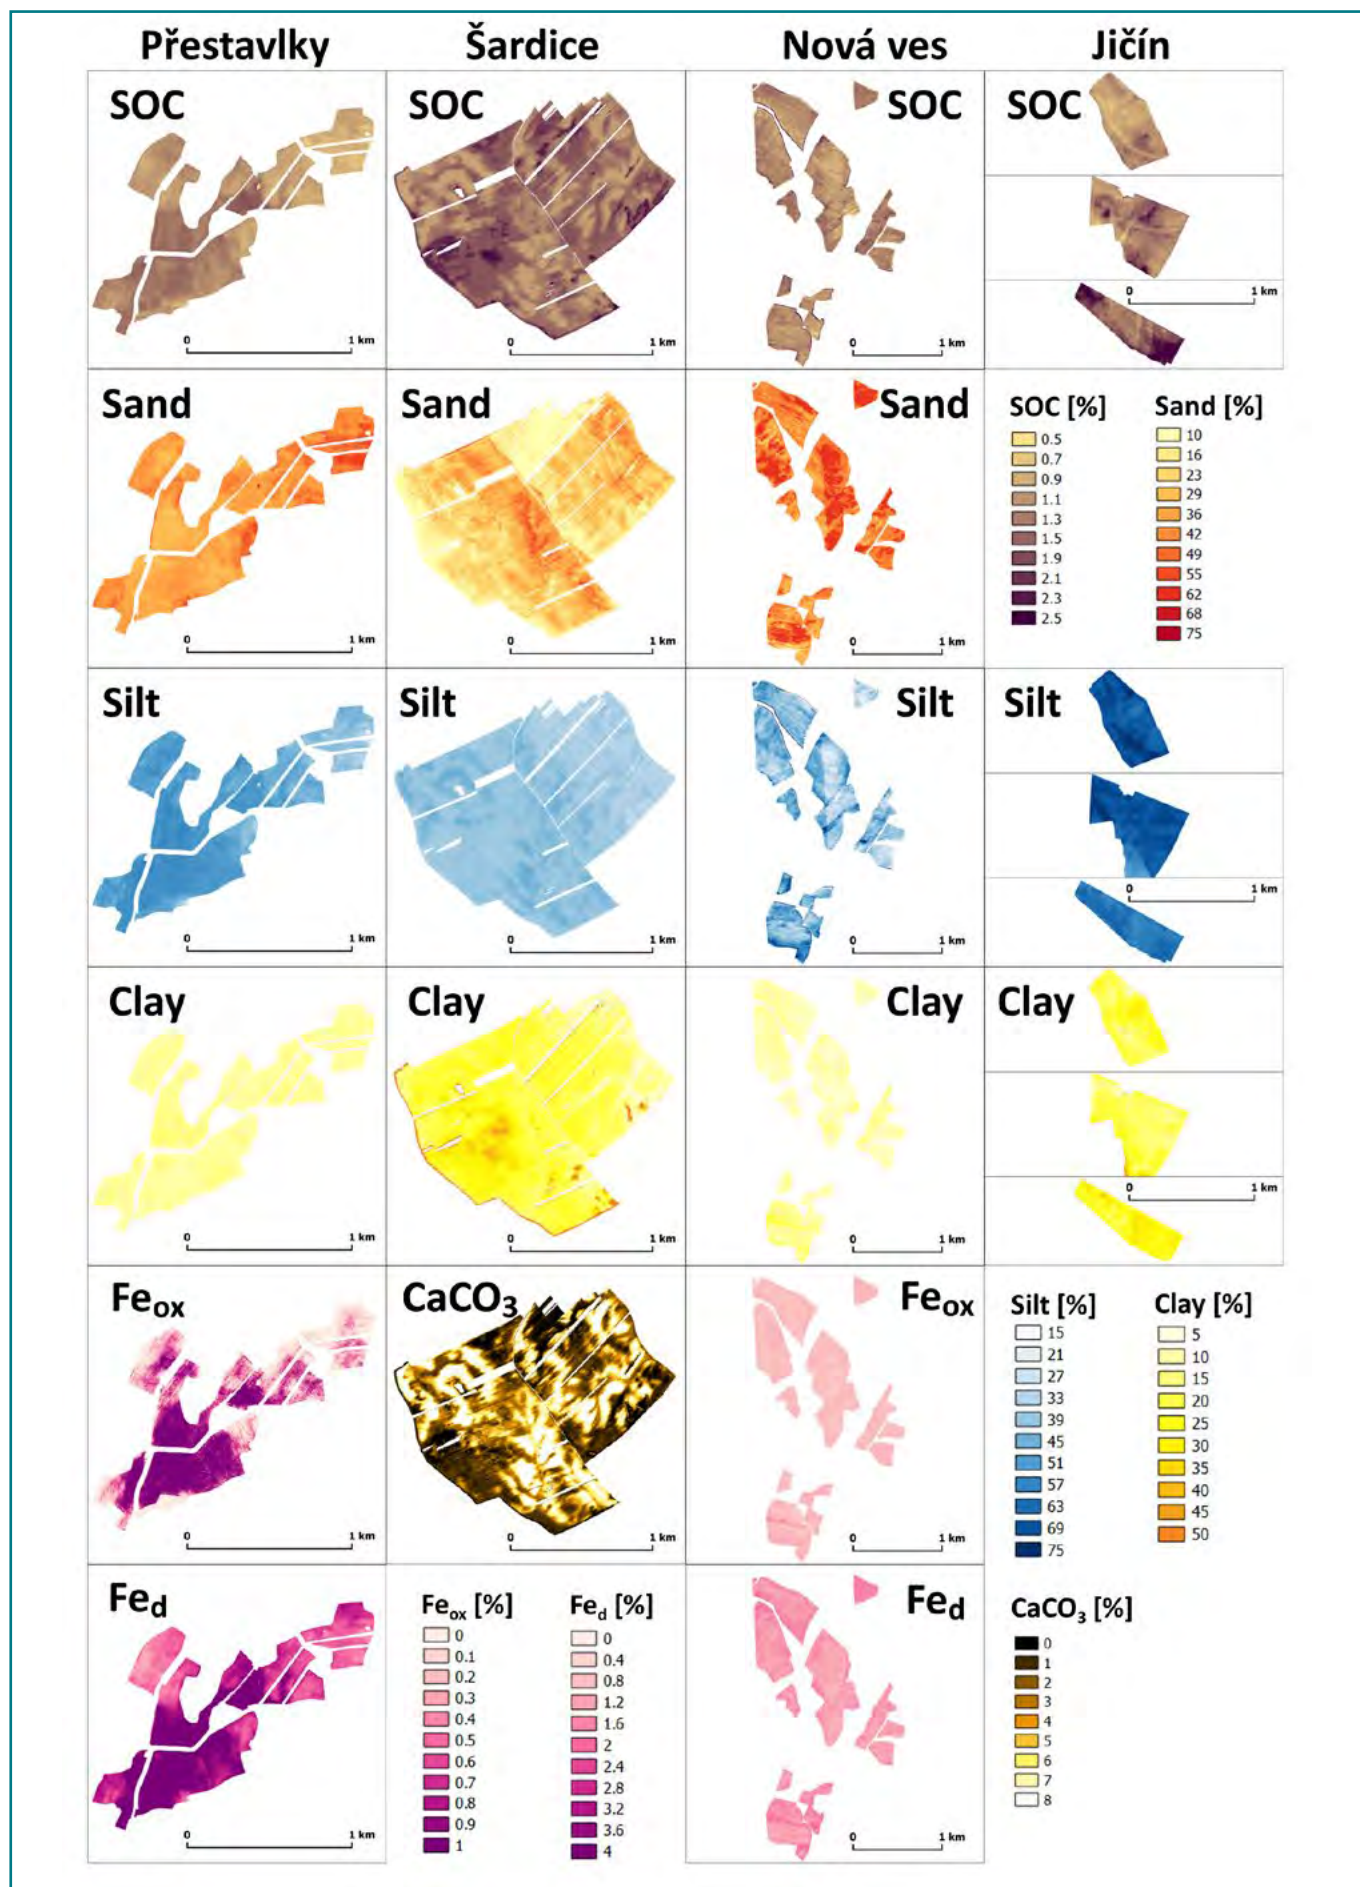 Přestavlky Šardice Nová ves Jičín
SOC SOC SOC SOC
0 1 km
0 1 km 0 1 km 0 1 km
Sand Sand Sand
SOC [%] Sand [%]
0.5 10
0.7 16
0.9 23
1.1 29
1.3 36
1.5 42
1.9 49
2.1 55
2.3 62
2.5 68
75
0 1 km 0 1 km 0 1 km
Silt Silt Silt Silt
0 1 km
0 1 km 0 1 km 0 1 km
Clay Clay Clay Clay
0 1 km
0 1 km 0 1 km 0 1 km
Feox CaCO3 Feox
Silt [%] Clay [%]
15 5
21 10
27 15
33 20
39 25
45 30
51 35
57 40
63 45
69 50
75
0 1 km 0 1 km 0 1 km
Fed Fed
Feox [%] Fed [%]
0 0
0.1 0.4
0.2 0.8
0.3 1.2
0.4 1.6
0.5 2
0.6 2.4
0.7 2.8
0.8 3.2
0.9 3.6
1 4
CaCO3 [%]
0
1
2
3
4
5
6
7
8
0 1 km 0 1 km